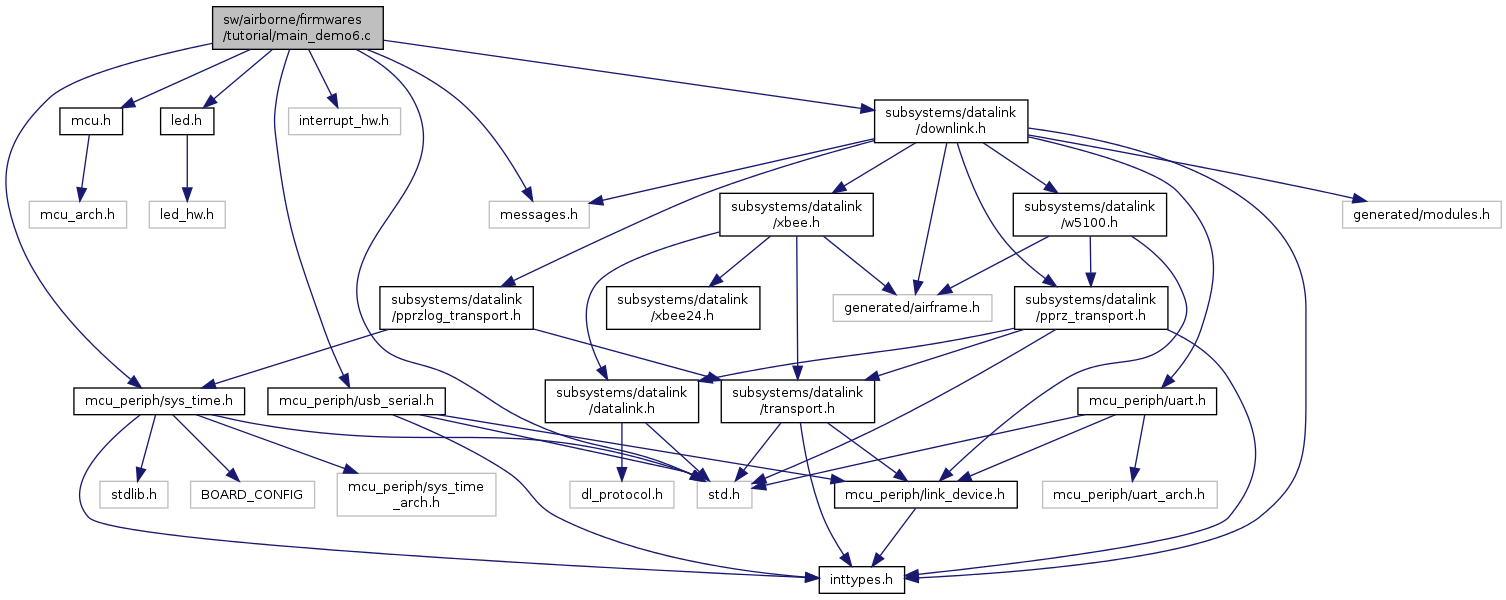 sw/airborne/firmwares
/tutorial/main_demo6.c
mcu.h
led.h
interrupt_hw.h
subsystems/datalink
/downlink.h
mcu_arch.h
led_hw.h
messages.h
subsystems/datalink
/xbee.h
subsystems/datalink
/w5100.h
generated/modules.h
subsystems/datalink
/pprzlog_transport.h
subsystems/datalink
/xbee24.h
generated/airframe.h
subsystems/datalink
/pprz_transport.h
mcu_periph/sys_time.h
mcu_periph/usb_serial.h
subsystems/datalink
/datalink.h
subsystems/datalink
/transport.h
mcu_periph/uart.h
stdlib.h
BOARD_CONFIG
mcu_periph/sys_time
_arch.h
dl_protocol.h
std.h
mcu_periph/link_device.h
mcu_periph/uart_arch.h
inttypes.h